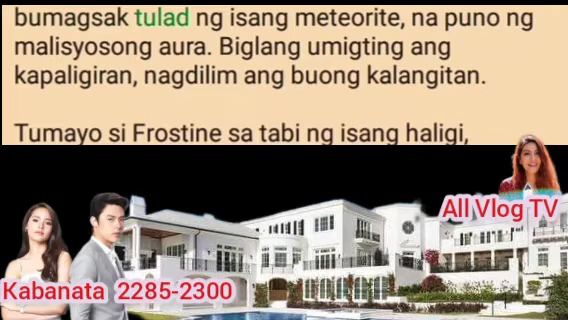 bumagsak tulad ng isang meteorite, na puno ng
malisyosong aura. Biglang umigting ang
kapaligiran, nagdilim ang buong kalangitan.
Tumayo si Frostine sa tabi ng isang haligi,
All Vlog TV
Kabanata 2285-2300